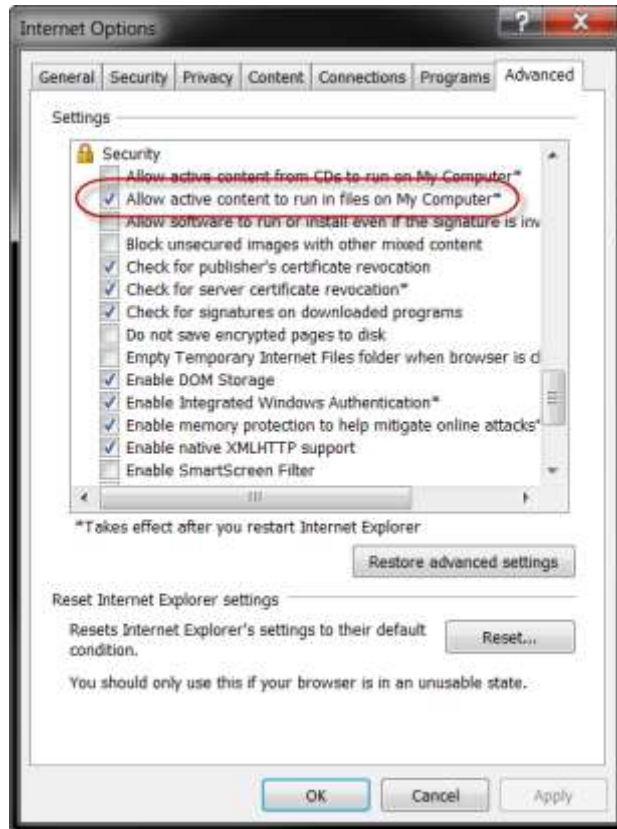 Internet Options
General Security Privacy Content Connections Programs Advanced
Settings
Security
Allow active content from CDs to run on My Computer*
Allow active content to run in files on My Computer*
Allow software to run or install even if the signature is inv
Block unsecured images with other mixed content
Check for publisher's certificate revocation
Check for server certificate revocation*
Check for signatures on downloaded programs
Do not save encrypted pages to disk
Empty Temporary Internet Files folder when browser is cl
Enable DOM Storage
Enable Integrated Windows Authentication*
Enable memory protection to help mitigate online attacks*
Enable native XMLHTTP support
Enable SmartScreen Filter
*Takes effect after you restart Internet Explorer
Restore advanced settings
Reset Internet Explorer settings
Resets Internet Explorer's settings to their default
condition.
Reset...
You should only use this if your browser is in an unusable state.
OK Cancel Apply